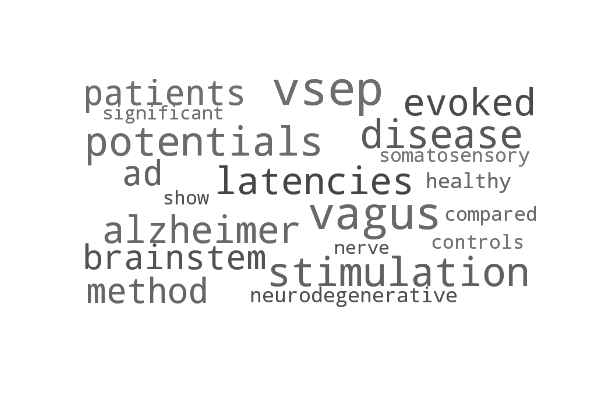 patients vsep evoked
significant
potentials disease
somatosensory
ad latencies healthy
show
vagus compared
alzheimer controls
nerve
brainstem stimulation
method neurodegenerative